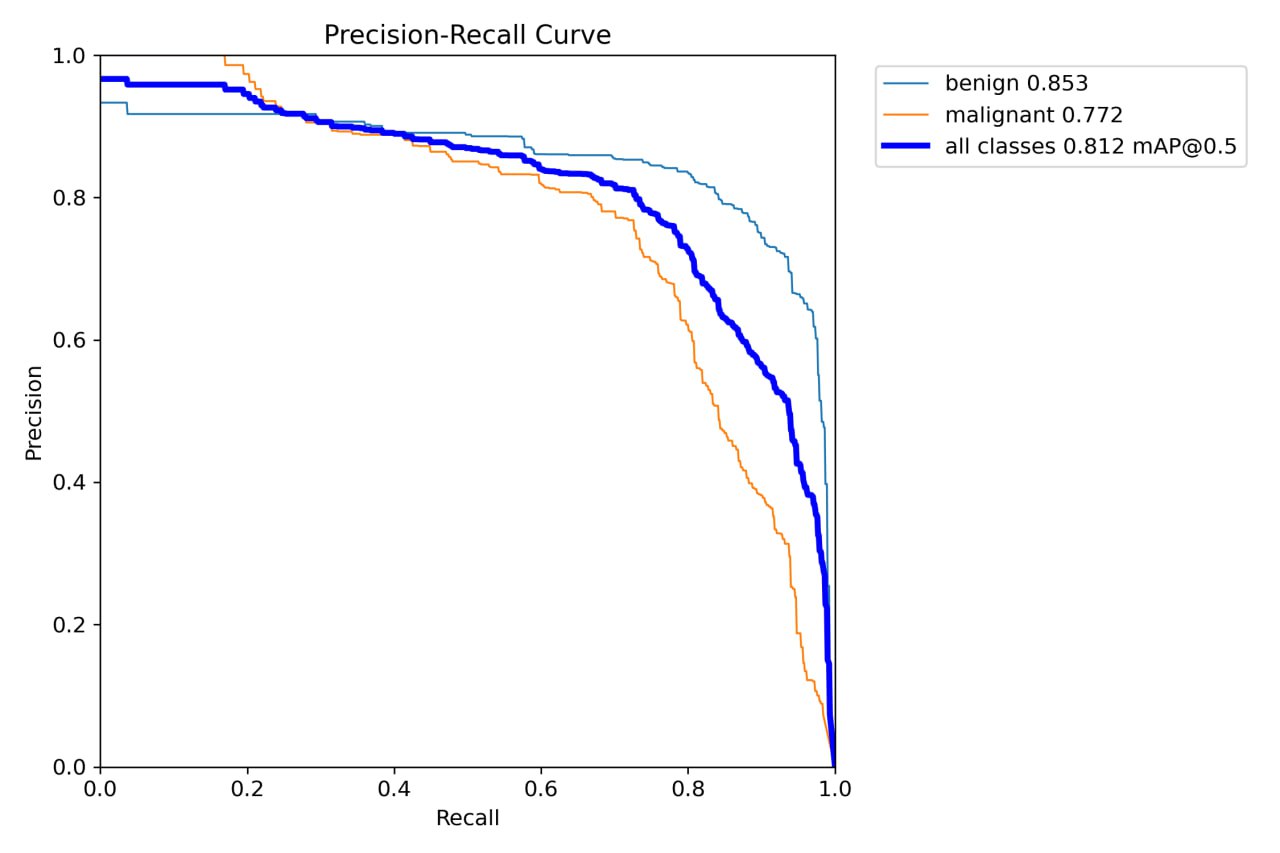 Precision-Recall Curve
benign 0.853
malignant 0.772
all classes 0.812 mAP@0.5
Precision
1.0
0.8
0.6
0.4
0.2
0.0
0.0 0.2 0.4 0.6 0.8 1.0
Recall